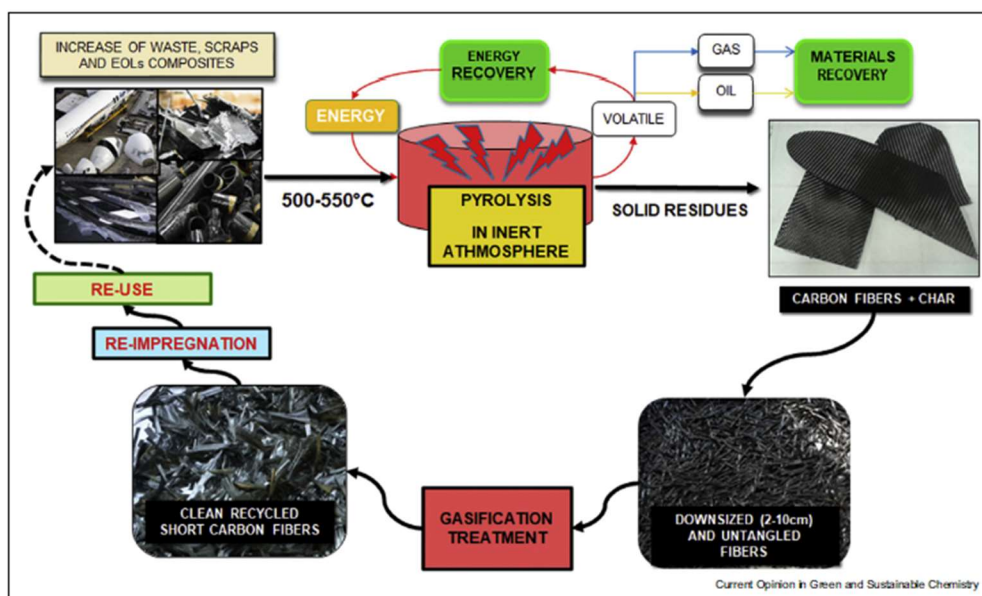 INCREASE OF WASTE, SCRAPS
AND EOLs COMPOSITES
ENERGY
RECOVERY
GAS
OIL
MATERIALS
RECOVERY
ENERGY
VOLATILE
500-550°C
PYROLYSIS
IN INERT
ATHMOSPHERE
SOLID RESIDUES
CARBON FIBERS + CHAR
RE-USE
RE-IMPREGNATION
CLEAN RECYCLED
SHORT CARBON FIBERS
GASIFICATION
TREATMENT
DOWNSIZED (2-10cm)
AND UNTANGLED
FIBERS
Current Opinion in Green and Sustainable Chemistry